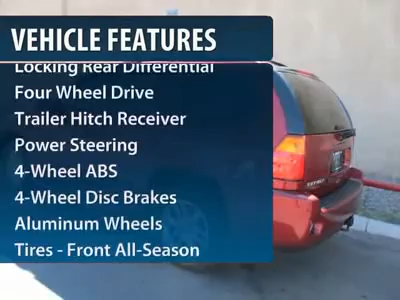 VEHICLE FEATURES
Locking Rear Differential
Four Wheel Drive
Trailer Hitch Receiver
Power Steering
4-Wheel ABS
4-Wheel Disc Brakes
Aluminum Wheels
Tires - Front All-Season